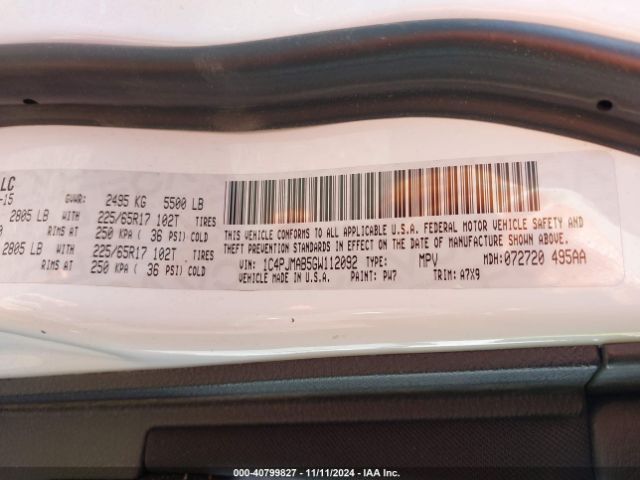 LC
-15
GVWR: 2495 KG 5500 LB
2805 LB WITH 225/65R17 102T TIRES
0 RIMS AT 250 KPA ( 36 PSI) COLD
2805 LB WITH 225/65R17 102T TIRES
RIMS AT 250 KPA ( 36 PSI) COLD
THIS VEHICLE CONFORMS TO ALL APPLICABLE U.S.A. FEDERAL MOTOR VEHICLE SAFETY AND
THEFT PREVENTION STANDARDS IN EFFECT ON THE DATE OF MANUFACTURE SHOWN ABOVE.
VIN: 1C4PJMAB5GW112092 TYPE: MPV MDH: 072720 495AA
VEHICLE MADE IN U.S.A. PAINT: PW7 TRIM: A7X9
000-40799827 - 11/11/2024 - IAA Inc.